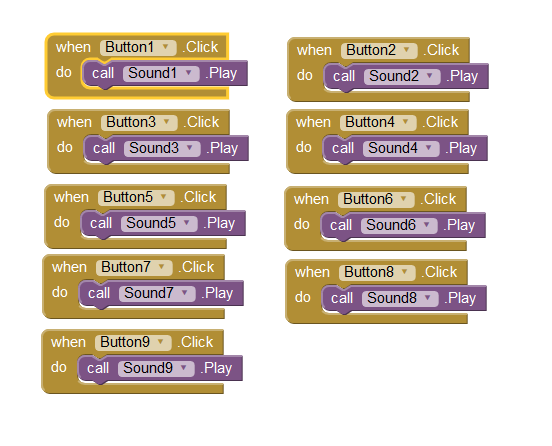 when Button1 .Click
do call Sound1 .Play
when Button2 .Click
do call Sound2 .Play
when Button3 .Click
do call Sound3 .Play
when Button4 .Click
do call Sound4 .Play
when Button5 .Click
do call Sound5 .Play
when Button6 .Click
do call Sound6 .Play
when Button7 .Click
do call Sound7 .Play
when Button8 .Click
do call Sound8 .Play
when Button9 .Click
do call Sound9 .Play